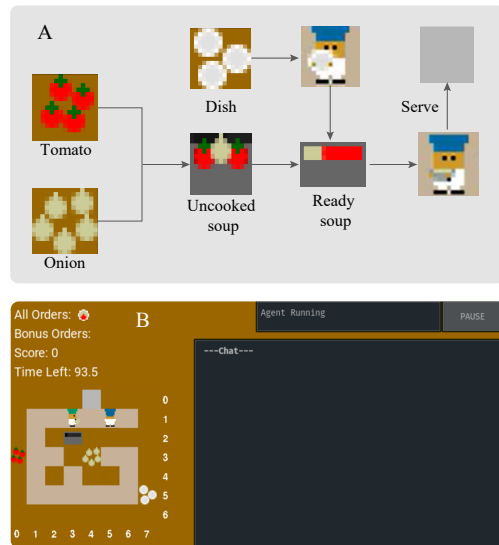 A
Dish
Serve
Tomato
Uncooked
soup
Ready
soup
Onion
B
All Orders:
Bonus Orders:
Score: 0
Time Left: 93.5
Agent Running
PAUSE
---Chat---
0
1
2
3
4
5
6
0 1 2 3 4 5 6 7